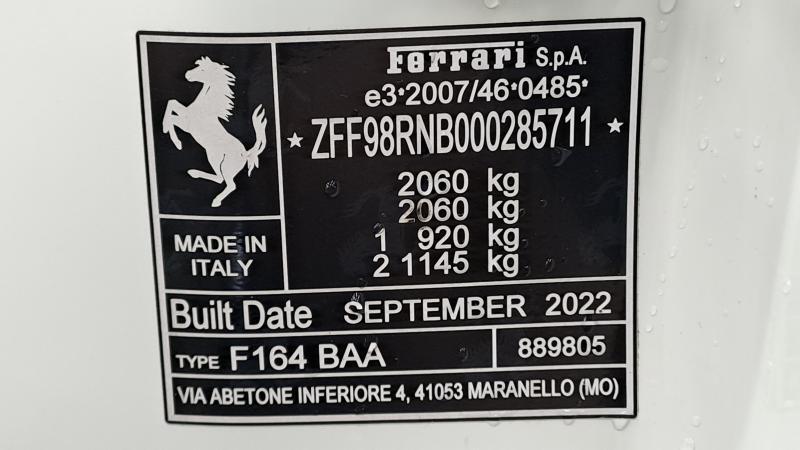 Ferrari S.p.A.
e3*2007/46*0485*
★ ZFF98RNB000285711 ★
2060 kg
2060 kg
1 920 kg
2 1145 kg
MADE IN
ITALY
Built Date SEPTEMBER 2022
TYPE F164 BAA 889805
VIA ABETONE INFERIORE 4, 41053 MARANELLO (MO)